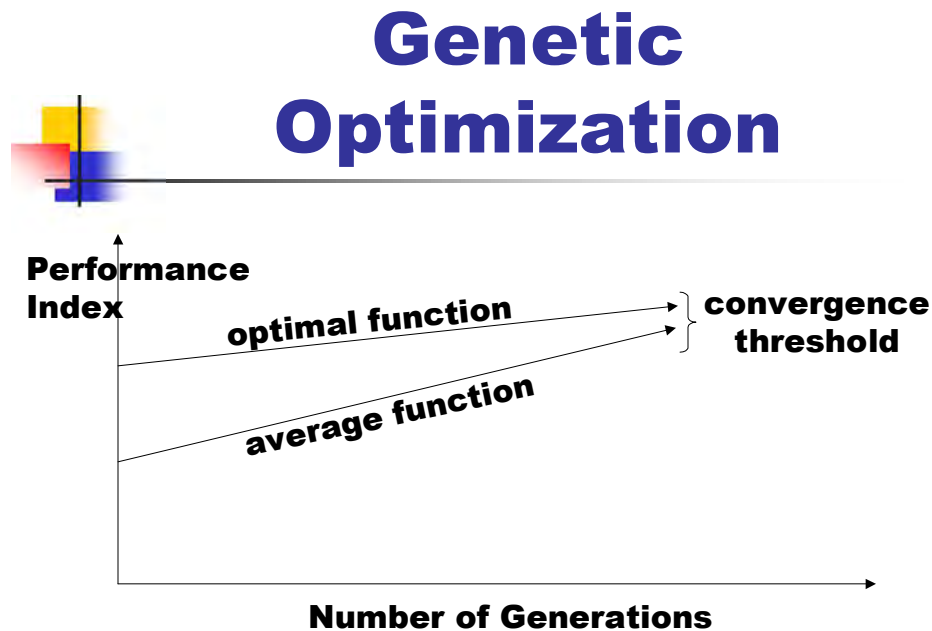 Genetic
Optimization
Performance
Index
optimal function
convergence
threshold
average function
Number of Generations